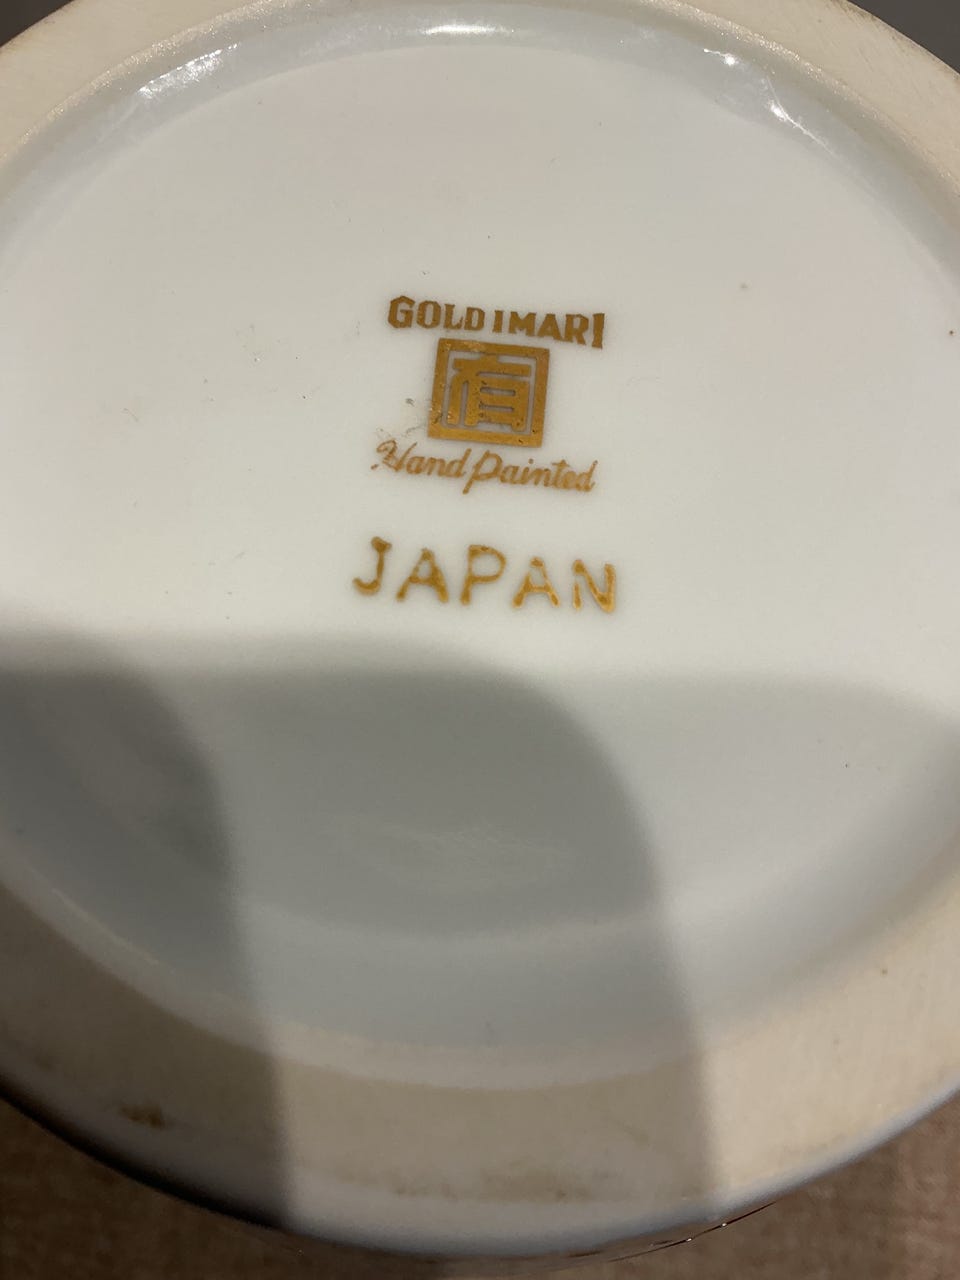 GOLD IMARI
有
Hand Painted
JAPAN